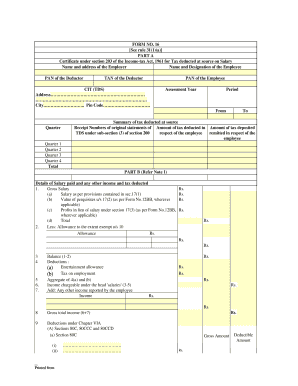 FORM NO. 16
[See rule 31(1)(a)]
PART A
Certificate under section 203 of the Income-tax Act, 1961 for Tax deducted at source on Salary
Name and address of the Employer Name and Designation of the Employee
PAN of the Deductor TAN of the Deductor PAN of the Employee
CIT (TDS) Assessment Year Period
Address
City Pin Code
From To
Summary of tax deducted at source
Quarter Receipt Numbers of original statements of TDS under sub-section (3) of section 200 Amount of tax deducted in respect of the employee Amount of tax deposited remitted in respect of the employee
Quarter 1
Quarter 2
Quarter 3
Quarter 4
Total
PART B (Refer Note 1)
Details of Salary paid and any other income and tax deducted
1. Gross Salary Rs.
(a) Salary as per provisions contained in sec.17(1) Rs.
(b) Value of perquisites u/s 17(2) (as per Form No.12BB, wherever applicable) Rs.
(c) Profits in lieu of salary under section 17(3) (as per Form No.12BB, wherever applicable) Rs.
(d) Total Rs.
2. Less: Allowance to the extent exempt u/s 10
Allowance Rs.
Rs.
Rs.
3. Balance (1-2) Rs.
4. Deductions :
(a) Entertainment allowance Rs.
(b) Tax on employment Rs.
5. Aggregate of 4(a) and (b) Rs.
6. Income chargeable under the head 'salaries' (3-5) Rs.
7. Add: Any other income reported by the employee
Income Rs.
Rs.
8. Gross total income (6+7) Rs.
9. Deductions under Chapter VIA
(A) Sections 80C, 80CCC and 80CCD
(a) Section 80C Gross Amount Deductible Amount
(i)
(ii)
Printed from